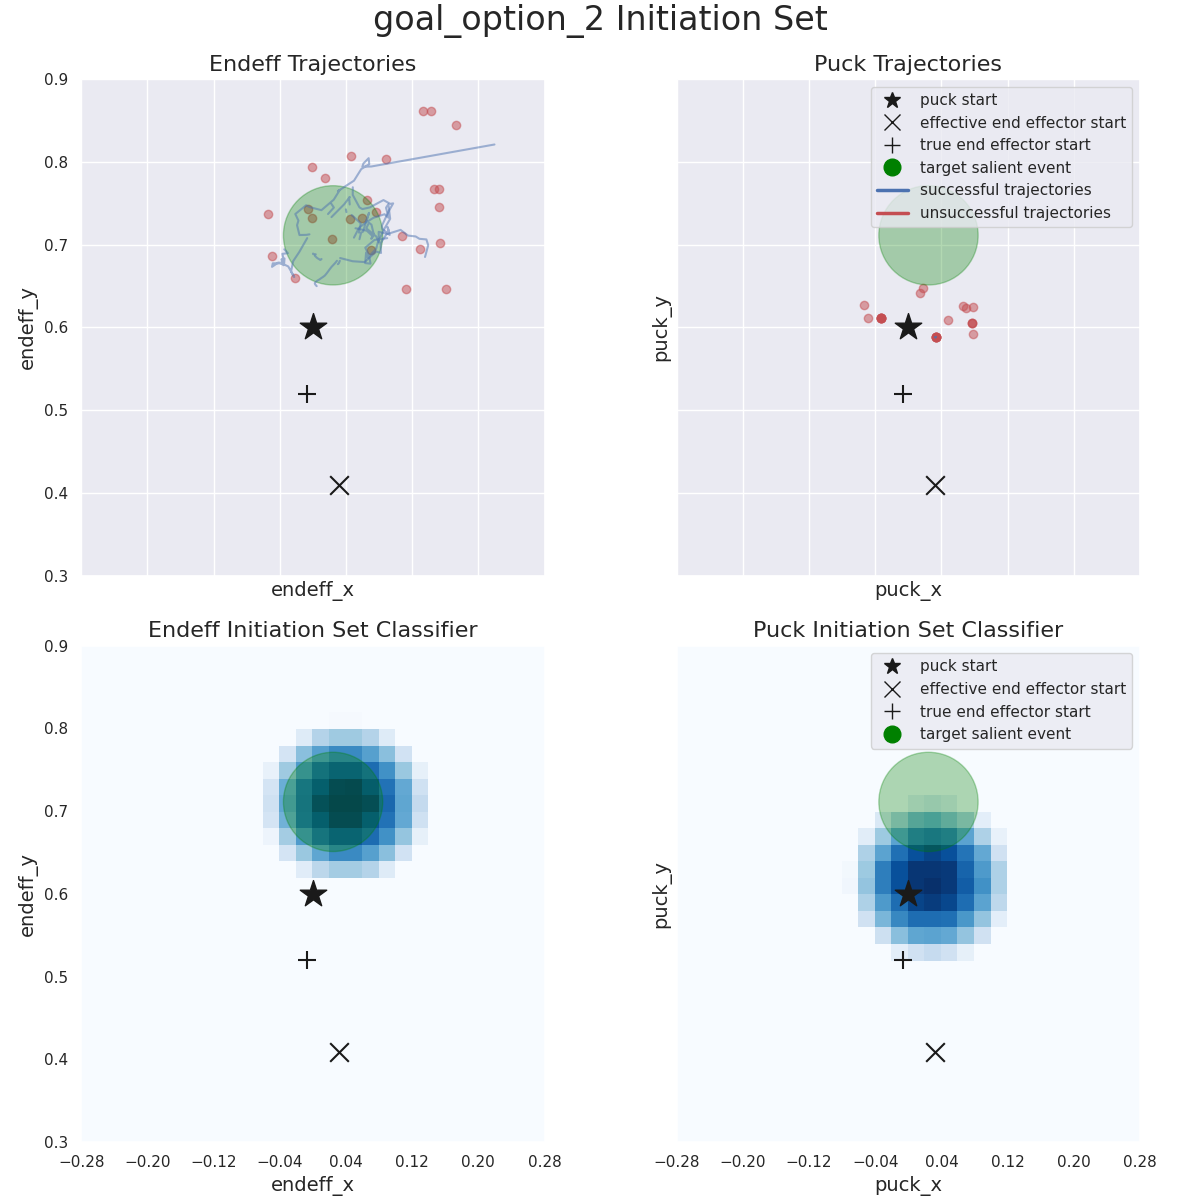 goal_option_2 Initiation Set
Endeff Trajectories
0.9
0.8
0.7
0.6
0.5
0.4
0.3
endeff_y
endeff_x
Puck Trajectories
puck start
effective end effector start
true end effector start
target salient event
successful trajectories
unsuccessful trajectories
puck_y
puck_x
Endeff Initiation Set Classifier
0.9
0.8
0.7
0.6
0.5
0.4
0.3
endeff_y
−0.28 −0.20 −0.12 −0.04 0.04 0.12 0.20 0.28
endeff_x
Puck Initiation Set Classifier
puck start
effective end effector start
true end effector start
target salient event
puck_y
−0.28 −0.20 −0.12 −0.04 0.04 0.12 0.20 0.28
puck_x